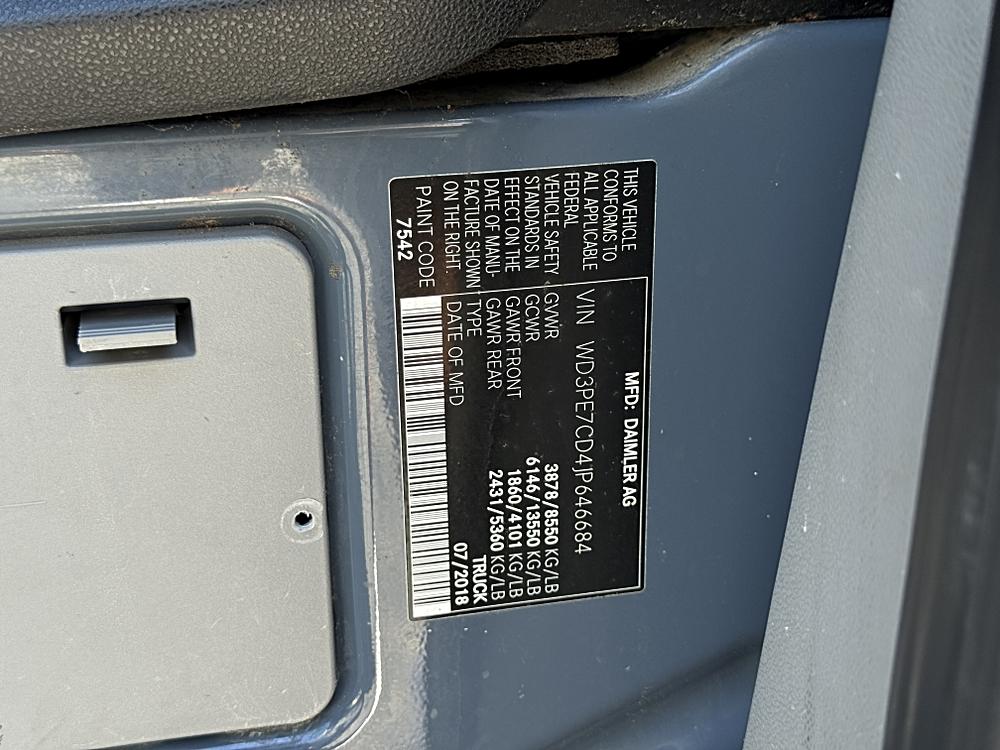 MFD: DAIMLER AG
VIN WD3PE7CD4JP646684
THIS VEHICLE
CONFORMS TO
ALL APPLICABLE
FEDERAL
VEHICLE SAFETY
STANDARDS IN
EFFECT ON THE
DATE OF MANU-
FACTURE SHOWN
ON THE RIGHT.
PAINT CODE
7542
GVWR 3878/8550 KG/LB
GCWR 6146/13550 KG/LB
GAWR FRONT 1860/4101 KG/LB
GAWR REAR 2431/5360 KG/LB
TYPE TRUCK
DATE OF MFD 07/2018